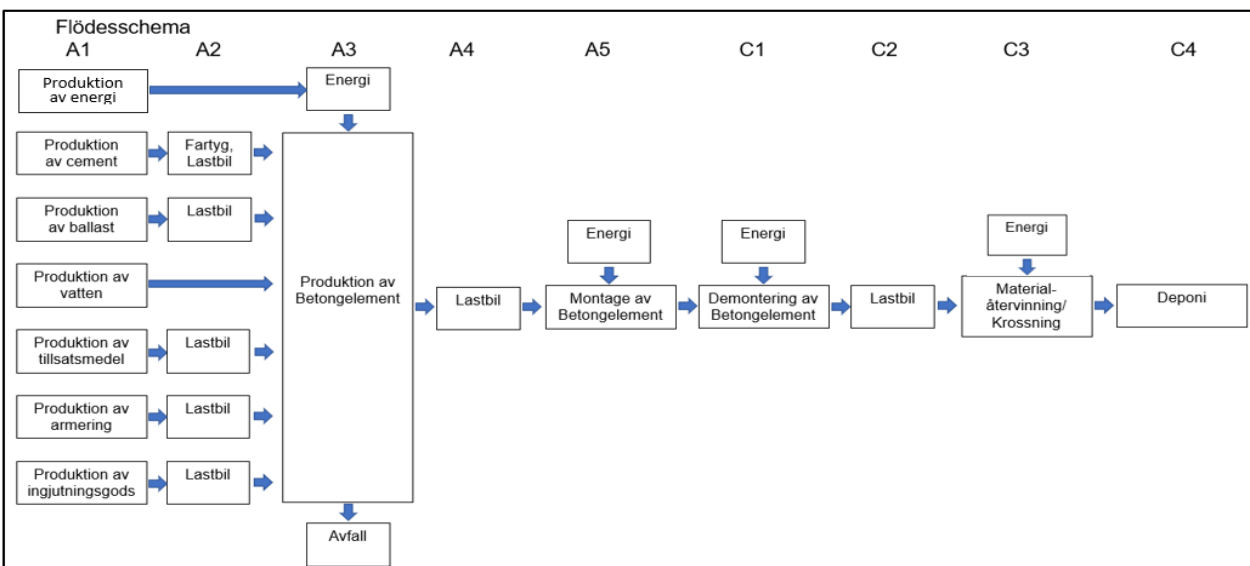 Flödesschema
A1 A2 A3 A4 A5 C1 C2 C3 C4
Produktion
av energi
Energi
Produktion
av cement
Fartyg,
Lastbil
Produktion
av ballast
Lastbil
Produktion av
vatten
Produktion av
tillsatsmedel
Lastbil
Produktion av
armering
Lastbil
Produktion av
ingjutningsgods
Lastbil
Produktion av
Betongelement
Avfall
Lastbil
Energi
Montage av
Betongelement
Energi
Demontering av
Betongelement
Lastbil
Energi
Material-
återvinning/
Krossning
Deponi